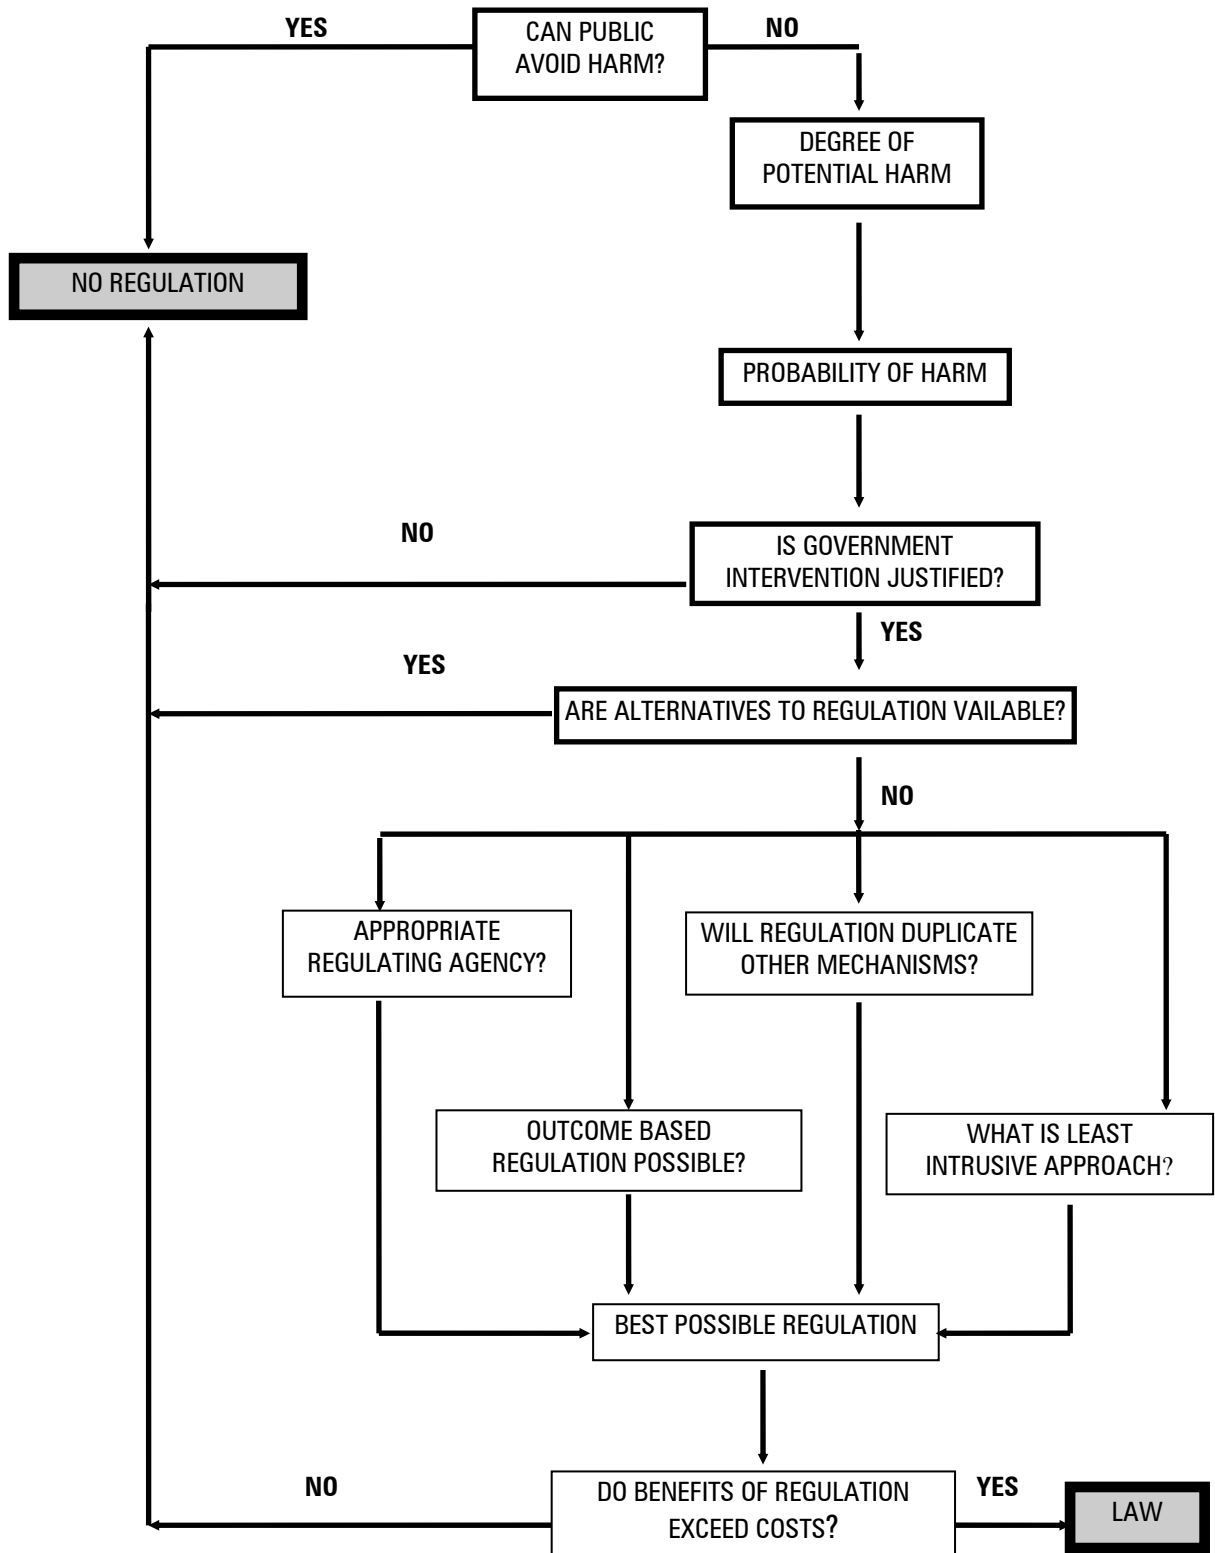 YES
CAN PUBLIC
AVOID HARM?
NO
DEGREE OF
POTENTIAL HARM
NO REGULATION
PROBABILITY OF HARM
NO
IS GOVERNMENT
INTERVENTION JUSTIFIED?
YES
YES
ARE ALTERNATIVES TO REGULATION VAILABLE?
NO
APPROPRIATE
REGULATING AGENCY?
WILL REGULATION DUPLICATE
OTHER MECHANISMS?
OUTCOME BASED
REGULATION POSSIBLE?
WHAT IS LEAST
INTRUSIVE APPROACH?
BEST POSSIBLE REGULATION
NO
DO BENEFITS OF REGULATION
EXCEED COSTS?
YES
LAW